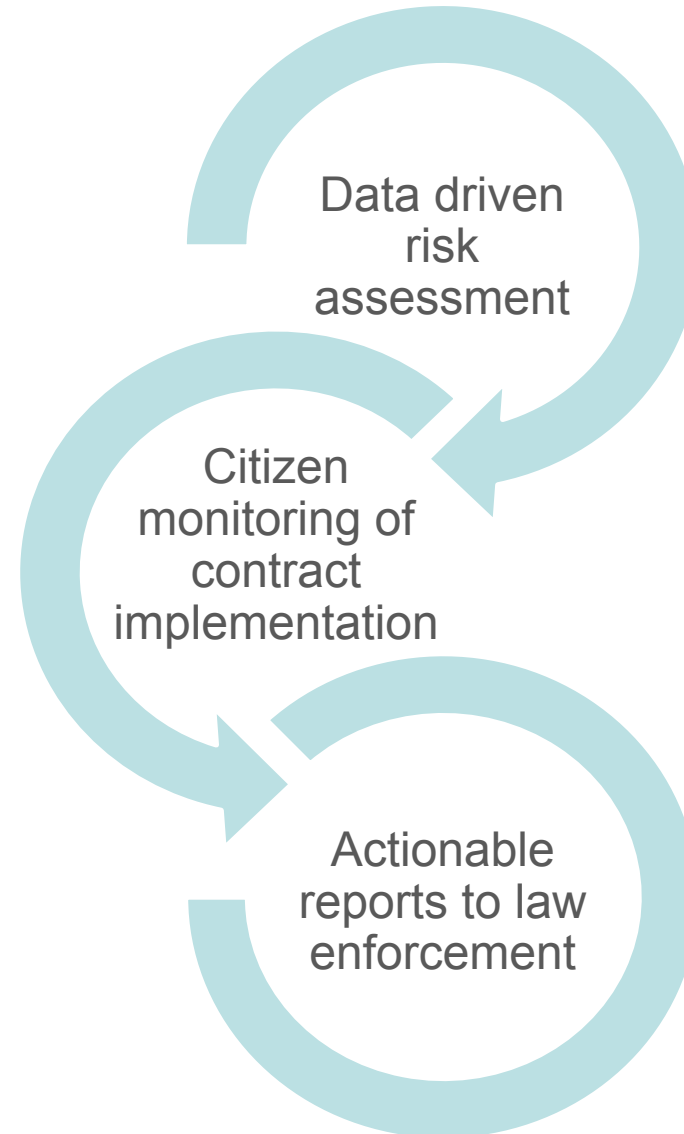 Data driven
risk
assessment
Citizen
monitoring of
contract
implementation
Actionable
reports to law
enforcement